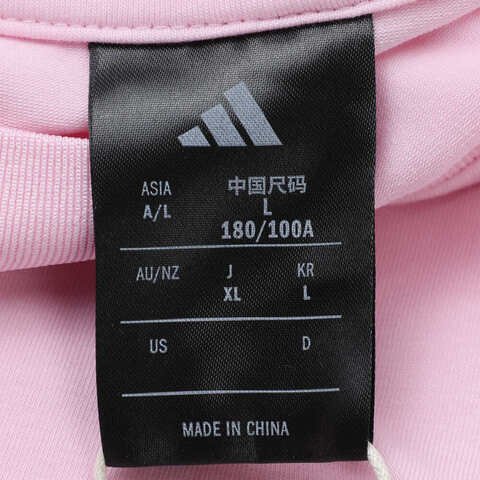 ASIA 中国尺码
A/L L
180/100A
AU/NZ J KR
XL L
US D
MADE IN CHINA